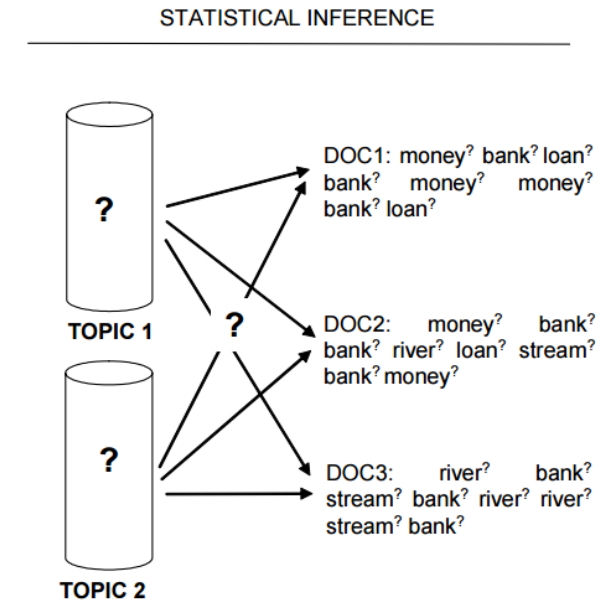 STATISTICAL INFERENCE
?
TOPIC 1
?
TOPIC 2
?
DOC1: money? bank? loan?
bank? money? money?
bank? loan?
DOC2: money? bank?
bank? river? loan? stream?
bank? money?
DOC3: river? bank?
stream? bank? river? river?
stream? bank?